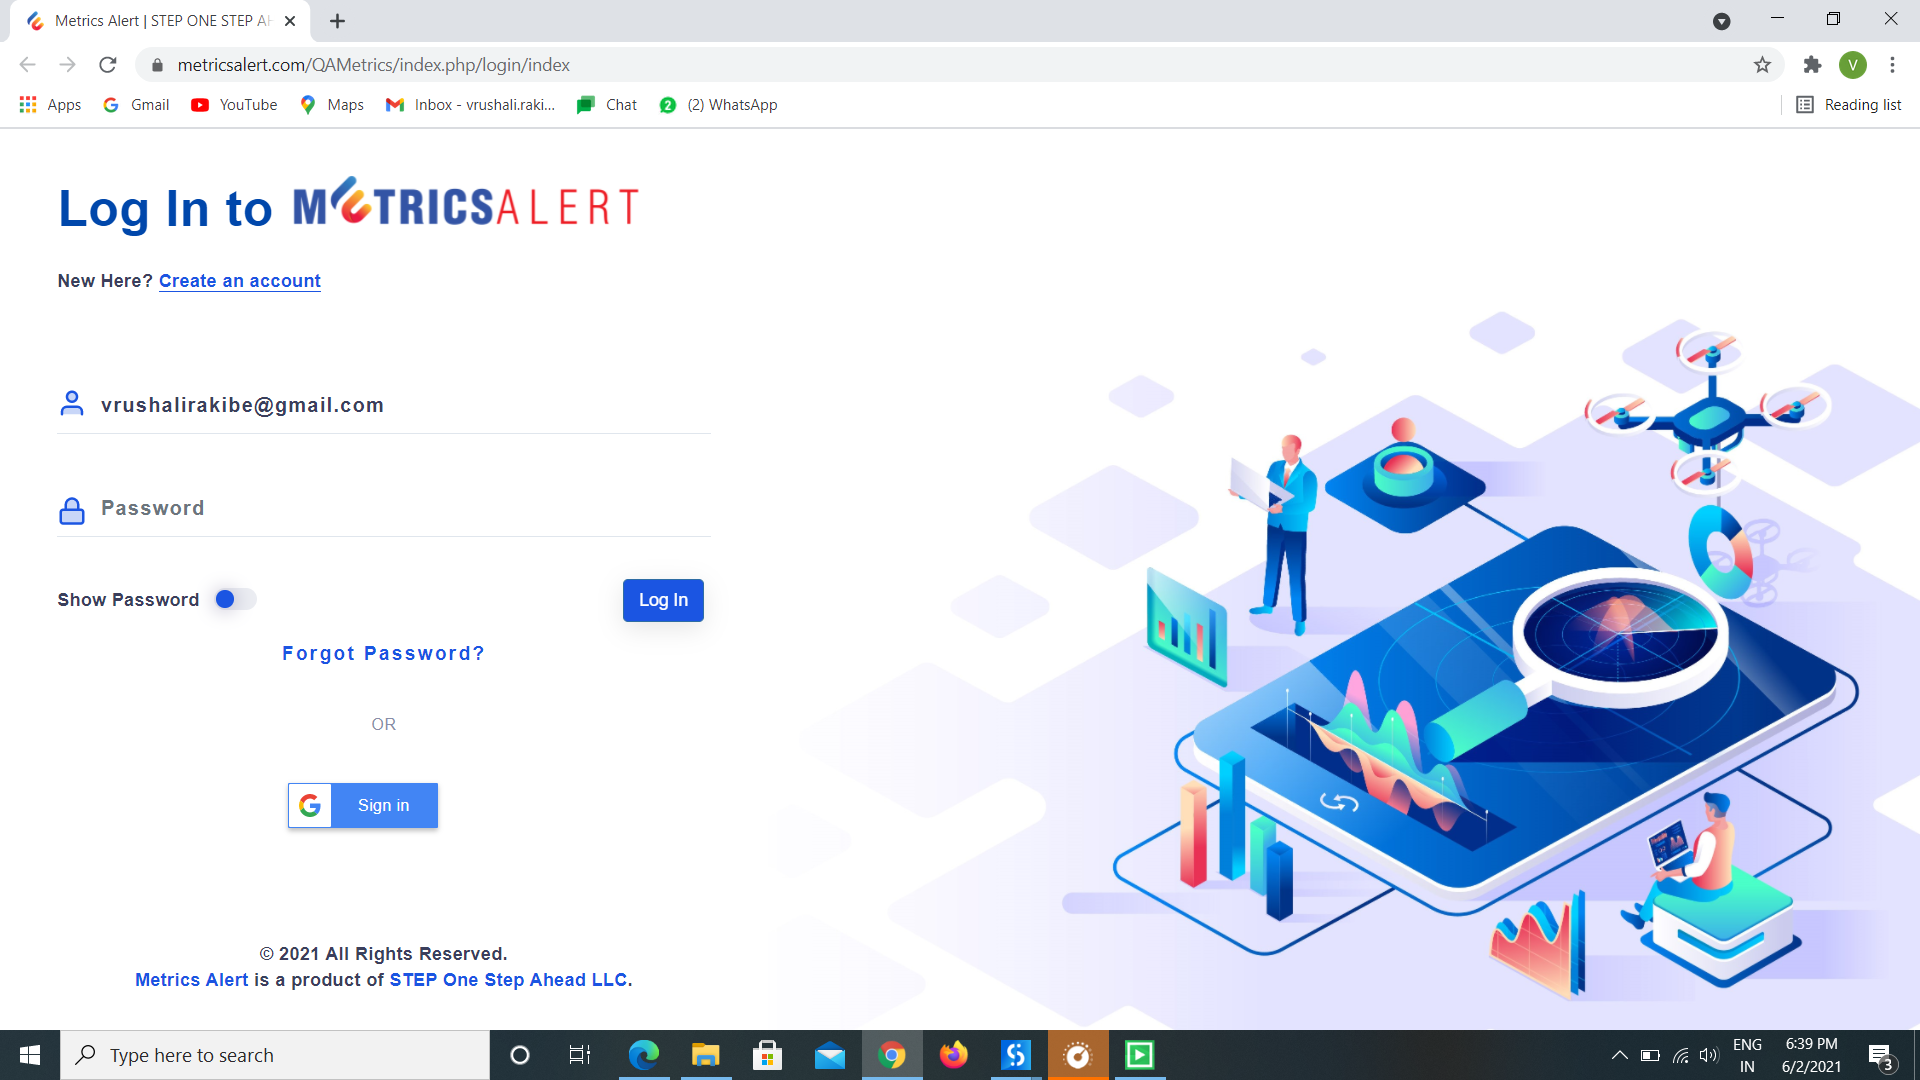 Metrics Alert | STEP ONE STEP AH
metricsalert.com/QAMetrics/index.php/login/index
V
Apps
Gmail
YouTube
Maps
Inbox - vrushali.raki...
Chat
2
(2) WhatsApp
Reading list
Log In to METRICSALERT
New Here? Create an account
vrushalirakibe@gmail.com
Password
Show Password
Log In
Forgot Password?
OR
Sign in
© 2021 All Rights Reserved.
Metrics Alert is a product of STEP One Step Ahead LLC.
Type here to search
ENG
IN
6:39 PM
6/2/2021
3